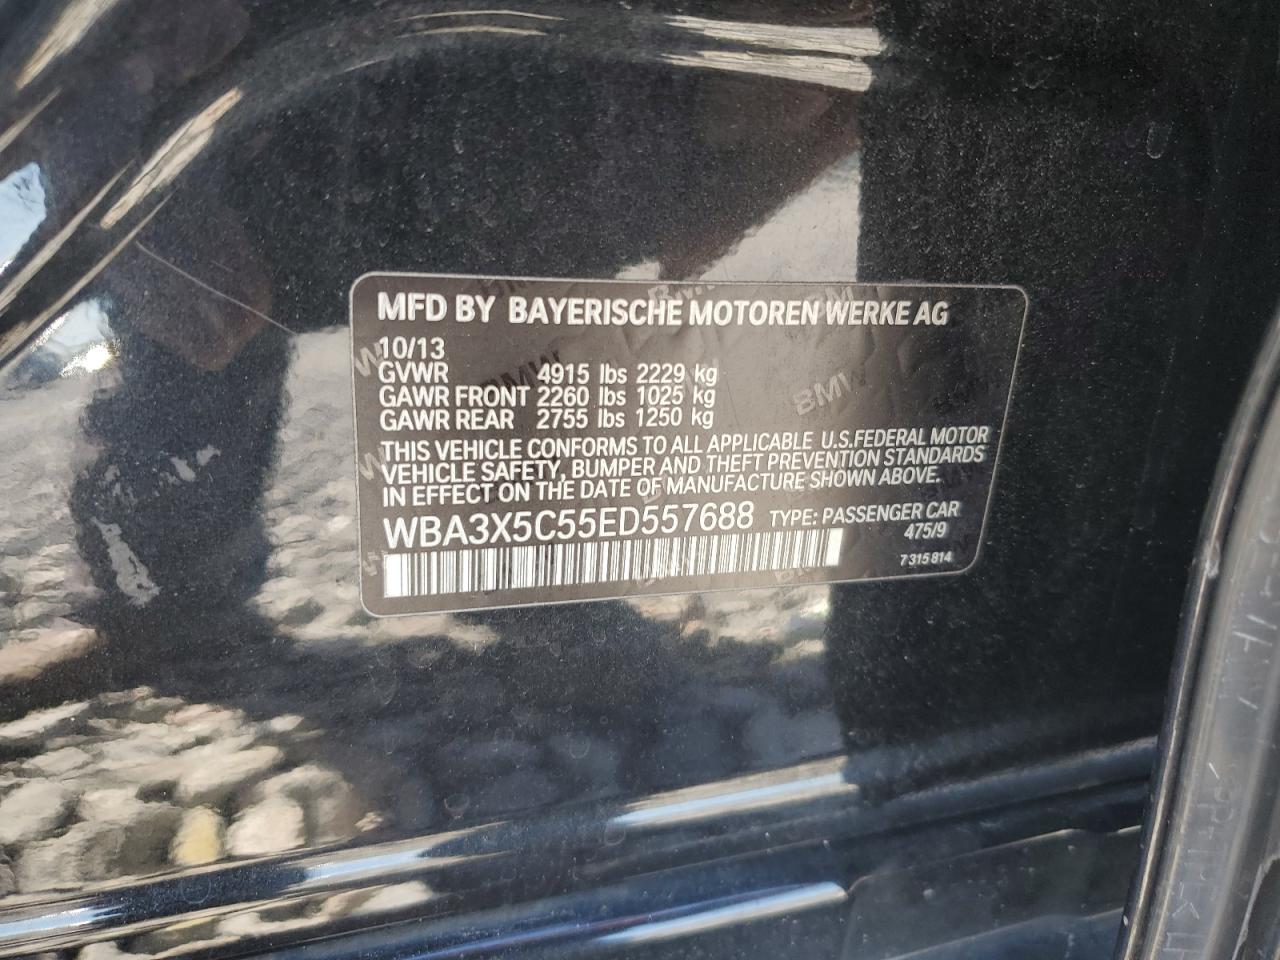 MFD BY BAYERISCHE MOTOREN WERKE AG
10/13
GVWR 4915 lbs 2229 kg
GAWR FRONT 2260 lbs 1025 kg
GAWR REAR 2755 lbs 1250 kg
THIS VEHICLE CONFORMS TO ALL APPLICABLE U.S.FEDERAL MOTOR
VEHICLE SAFETY, BUMPER AND THEFT PREVENTION STANDARDS
IN EFFECT ON THE DATE OF MANUFACTURE SHOWN ABOVE.
WBA3X5C55ED557688 TYPE: PASSENGER CAR
475/9
7 315 814